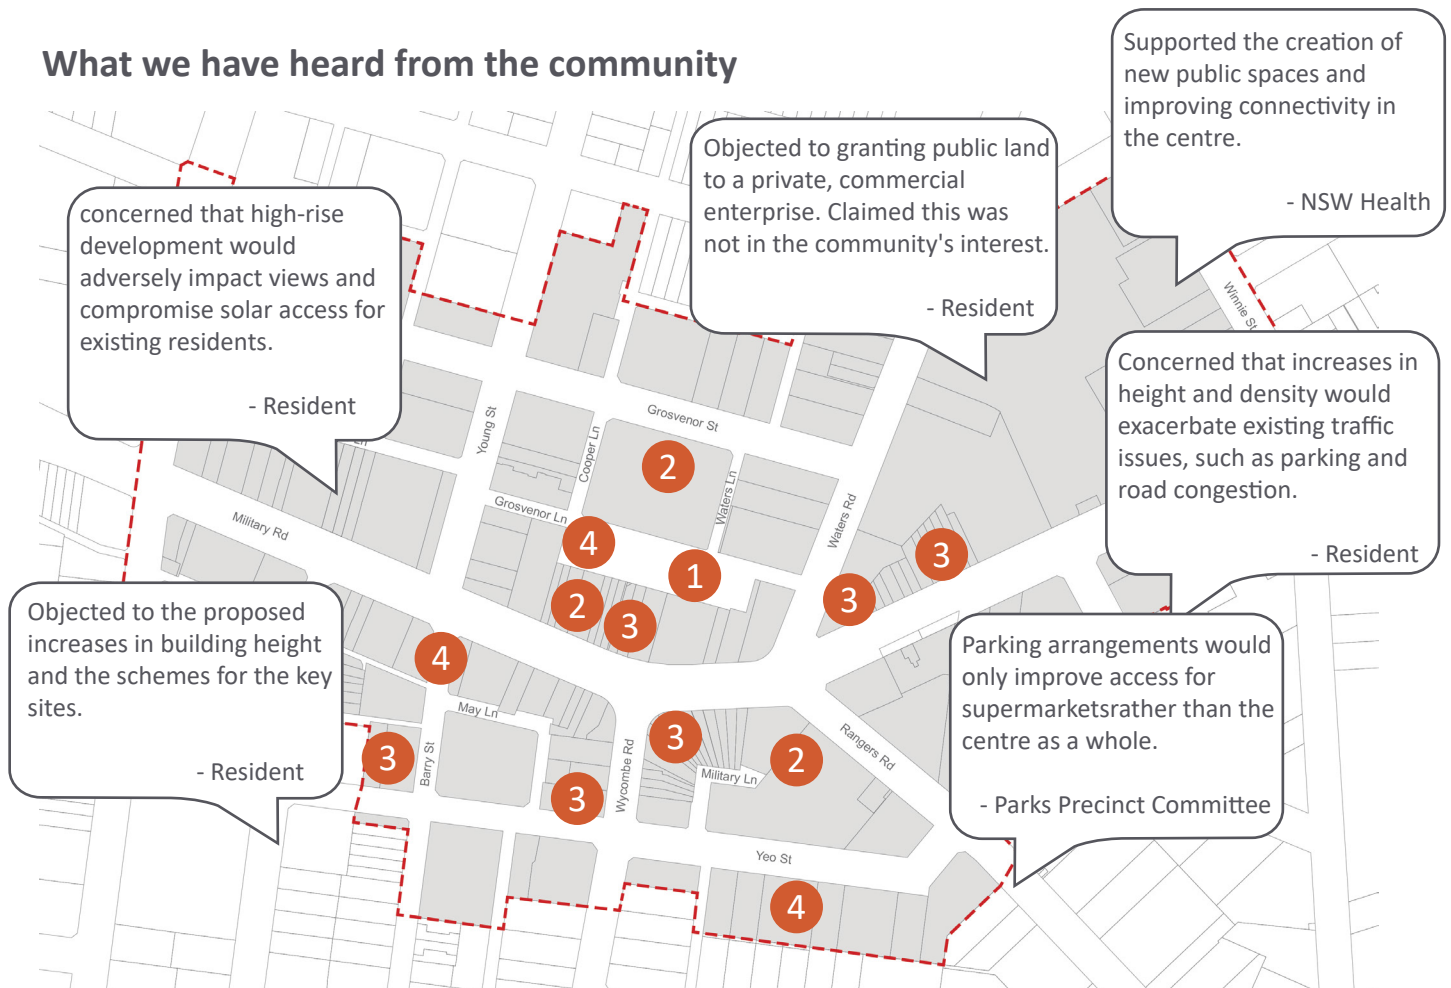 What we have heard from the community
Supported the creation of
new public spaces and
improving connectivity in
the centre.
- NSW Health
Objected to granting public land
to a private, commercial
enterprise. Claimed this was
not in the community's interest.
- Resident
concerned that high-rise
development would
adversely impact views and
compromise solar access for
existing residents.
- Resident
Winnie St
Concerned that increases in
height and density would
exacerbate existing traffic
issues, such as parking and
road congestion.
- Resident
Grosvenor St
Young St
Cooper Ln
Ln
2
Waters Ln
Grosvenor Ln
Waters Rd
Military Rd
4
3
1
2
3
3
Objected to the proposed
increases in building height
and the schemes for the key
sites.
- Resident
4
Parking arrangements would
only improve access for
supermarketsrather than the
centre as a whole.
- Parks Precinct Committee
May Ln
3
Barry St
3
Wycombe Rd
3
Military Ln
2
Rangers Rd
Yeo St
4